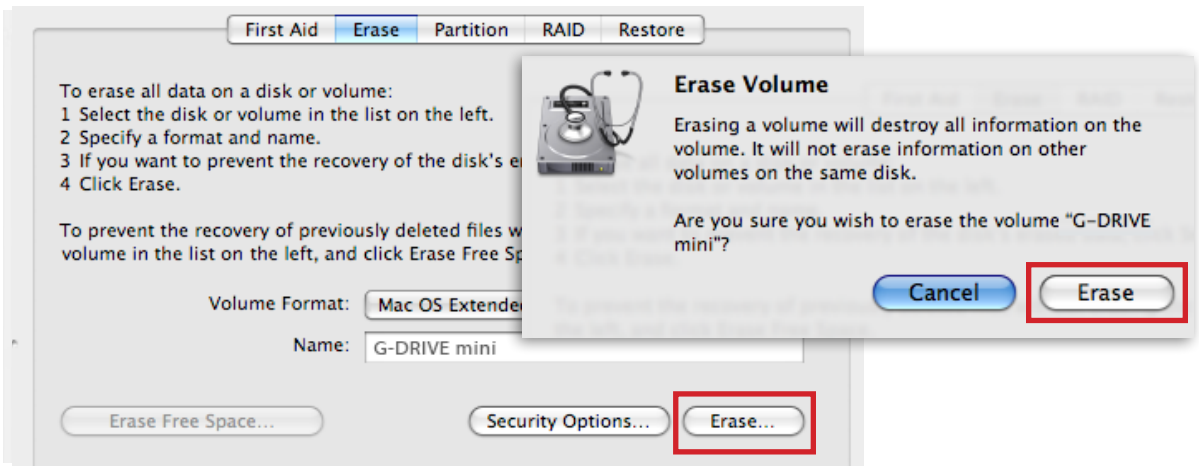 First Aid Erase Partition RAID Restore
To erase all data on a disk or volume:
1 Select the disk or volume in the list on the left.
2 Specify a format and name.
3 If you want to prevent the recovery of the disk's
4 Click Erase.
To prevent the recovery of previously deleted files
volume in the list on the left, and click Erase Free
Volume Format: Mac OS Extended
Name: G-DRIVE mini
Erase Free Space... Security Options... Erase...
Erase Volume
Erasing a volume will destroy all information on the
volume. It will not erase information on other
volumes on the same disk.
Are you sure you wish to erase the volume “G-DRIVE
mini”?
Cancel Erase